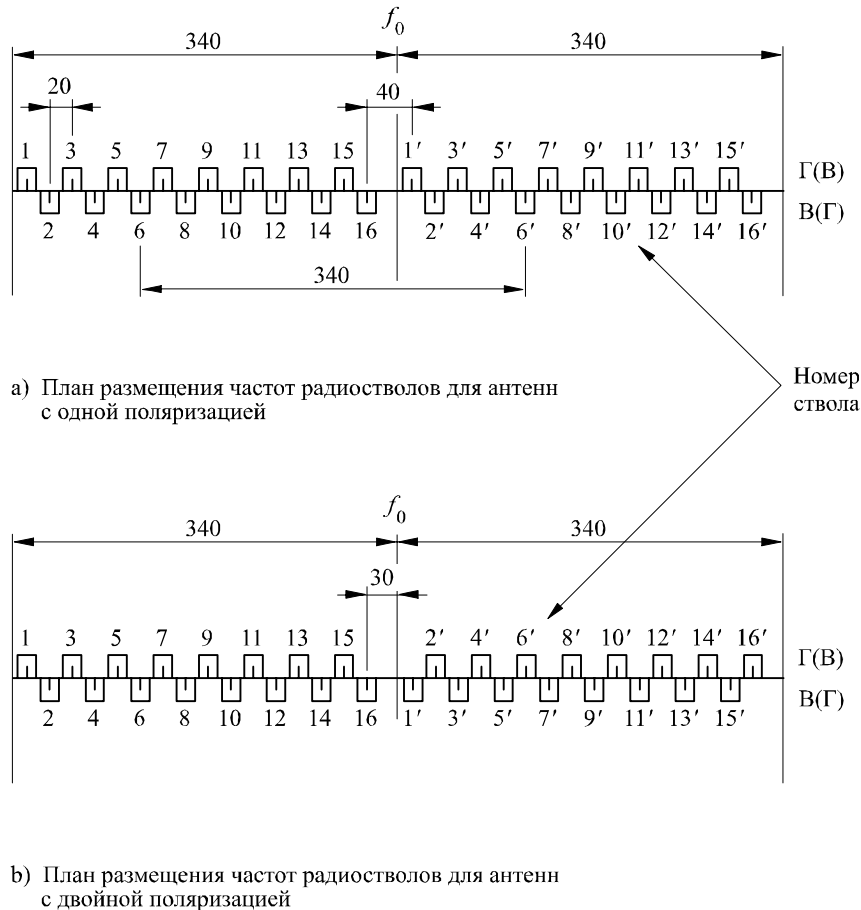 f0
340 340
20 40
1 3 5 7 9 11 13 15 1′ 3′ 5′ 7′ 9′ 11′ 13′ 15′
Г(В)
В(Г)
2 4 6 8 10 12 14 16 2′ 4′ 6′ 8′ 10′ 12′ 14′ 16′
340
a) План размещения частот радиостволов для антенн
с одной поляризацией
Номер
ствола
f0
340 340
30
1 3 5 7 9 11 13 15 2′ 4′ 6′ 8′ 10′ 12′ 14′ 16′
Г(В)
В(Г)
2 4 6 8 10 12 14 16 1′ 3′ 5′ 7′ 9′ 11′ 13′ 15′
b) План размещения частот радиостволов для антенн
с двойной поляризацией